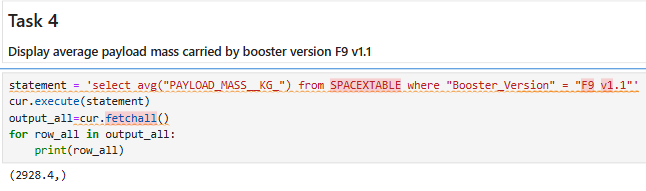 Task 4
Display average payload mass carried by booster version F9 v1.1
statement = 'select avg("PAYLOAD_MASS__KG_") from SPACEXTABLE where "Booster_Version" = "F9 v1.1"'
cur.execute(statement)
output_all=cur.fetchall()
for row_all in output_all:
    print(row_all)
(2928.4,)